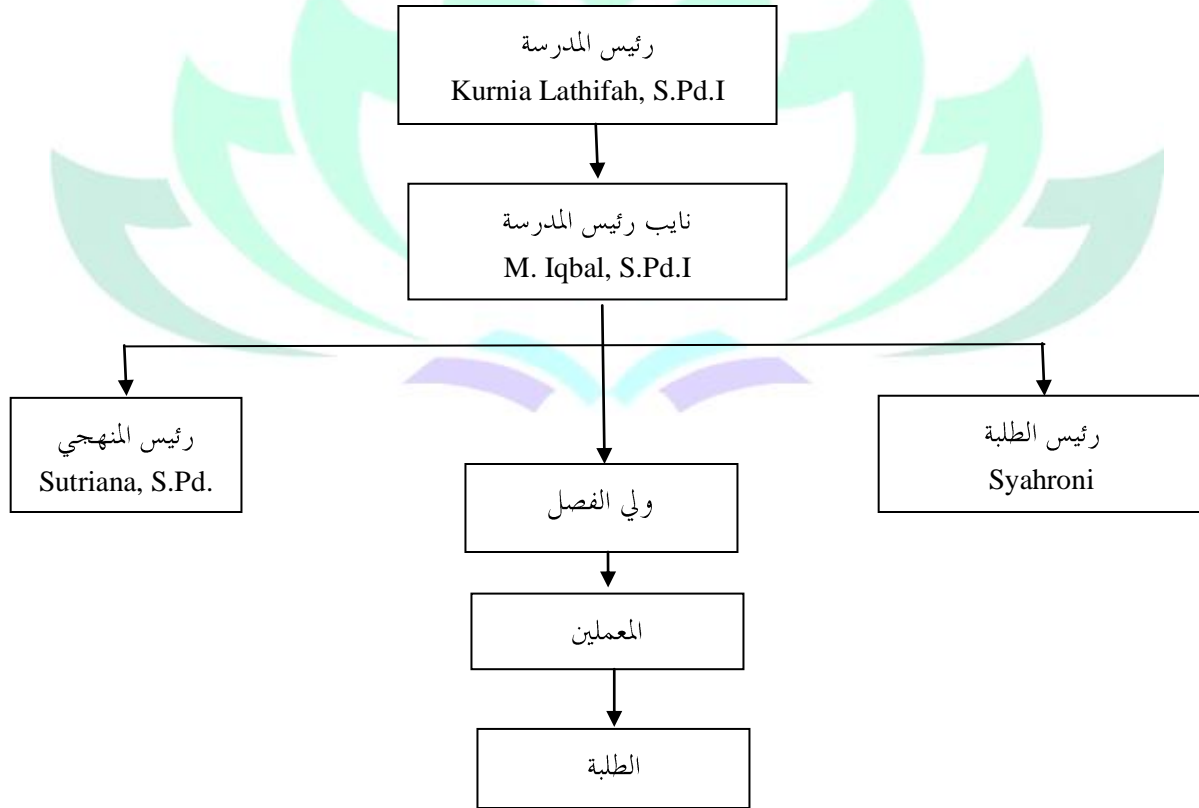 رئيس المدرسة
Kurnia Lathifah, S.Pd.I
نايب رئيس المدرسة
M. Iqbal, S.Pd.I
رئيس المنهجي
Sutriana, S.Pd.
رئيس الطلبة
Syahroni
ولي الفصل
المعملين
الطلبة